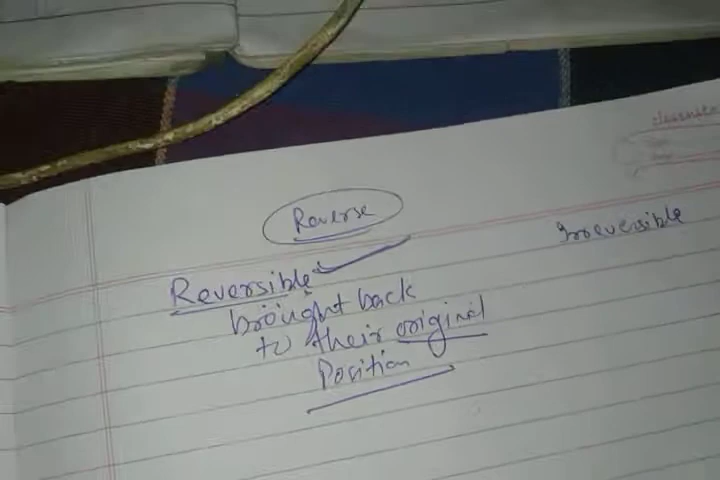 Reverse
Irreversible
Reversible
brought back
to their original
Position